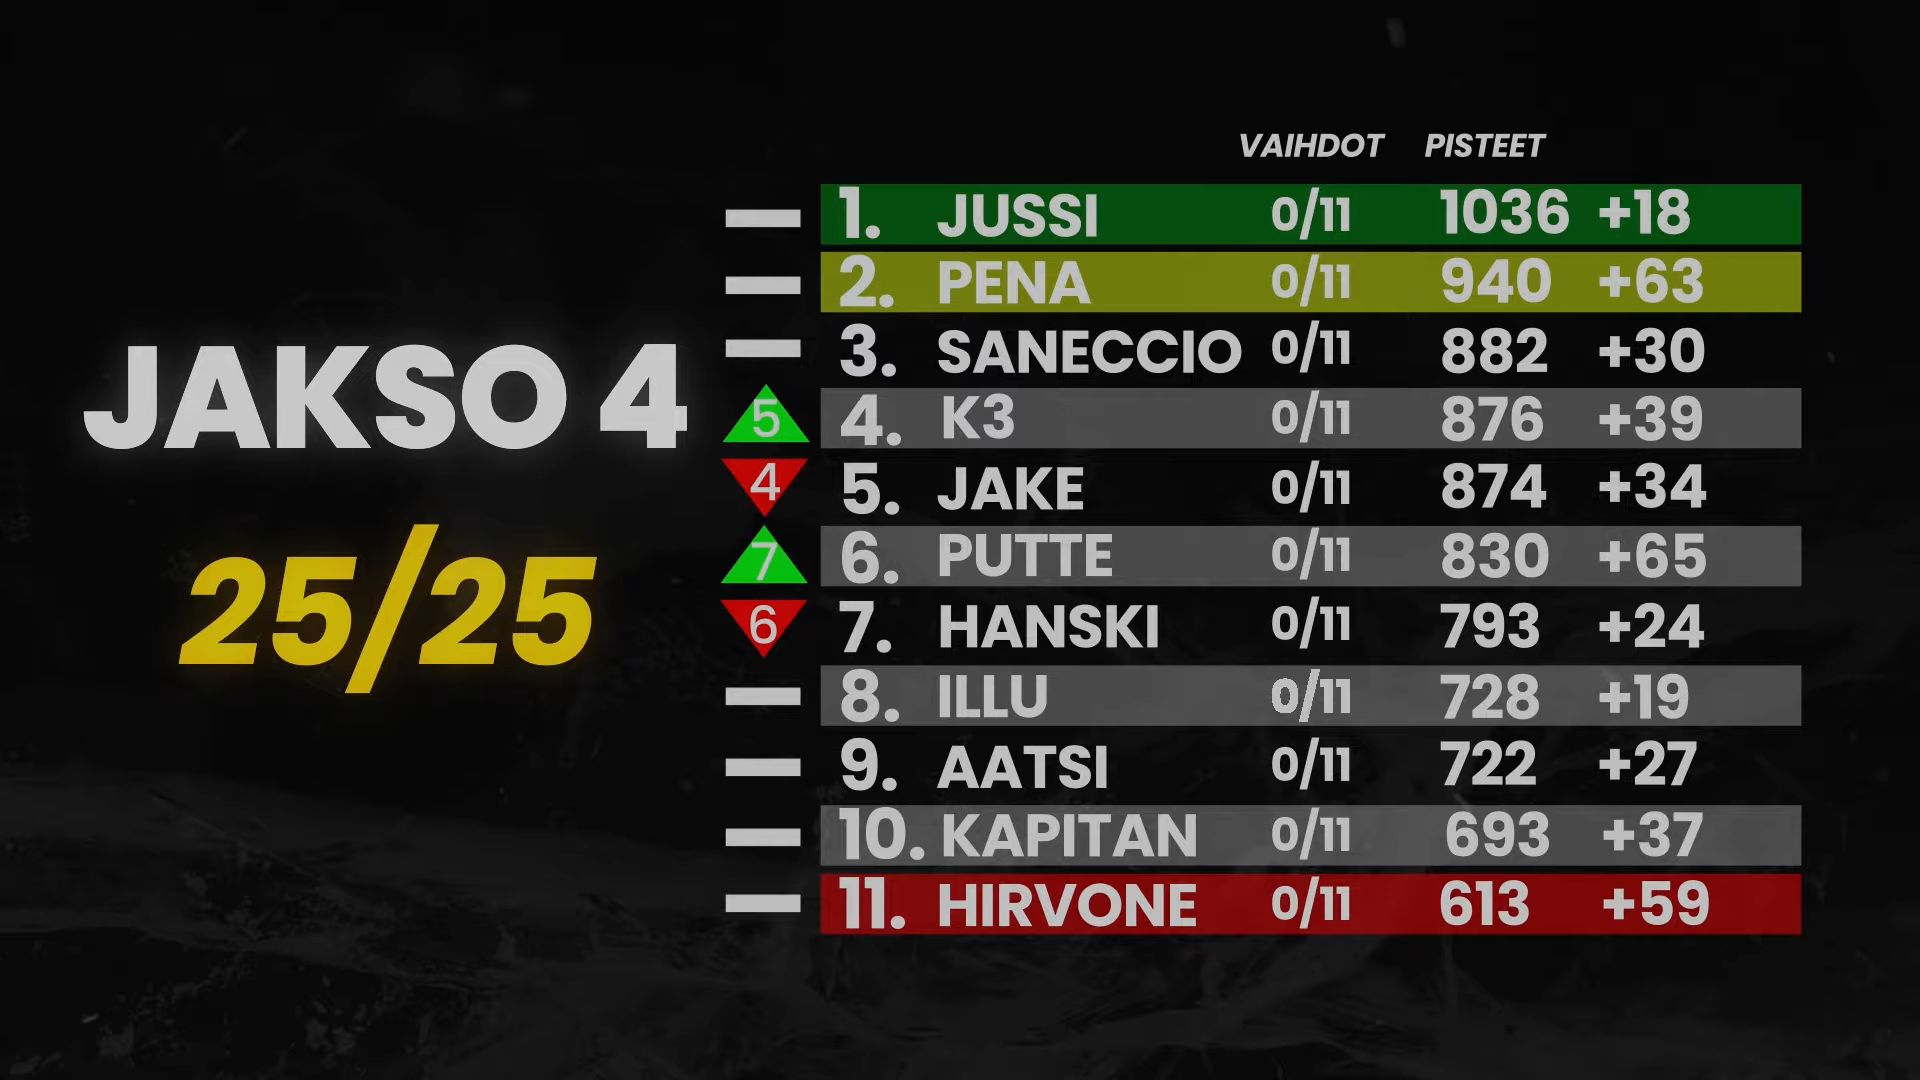 JAKSO 4
25/25
VAIHDOT PISTEET
1. JUSSI 0/11 1036 +18
2. PENA 0/11 940 +63
3. SANECCIO 0/11 882 +30
5 4. K3 0/11 876 +39
4 5. JAKE 0/11 874 +34
7 6. PUTTE 0/11 830 +65
6 7. HANSKI 0/11 793 +24
8. ILLU 0/11 728 +19
9. AATSI 0/11 722 +27
10. KAPITAN 0/11 693 +37
11. HIRVONE 0/11 613 +59